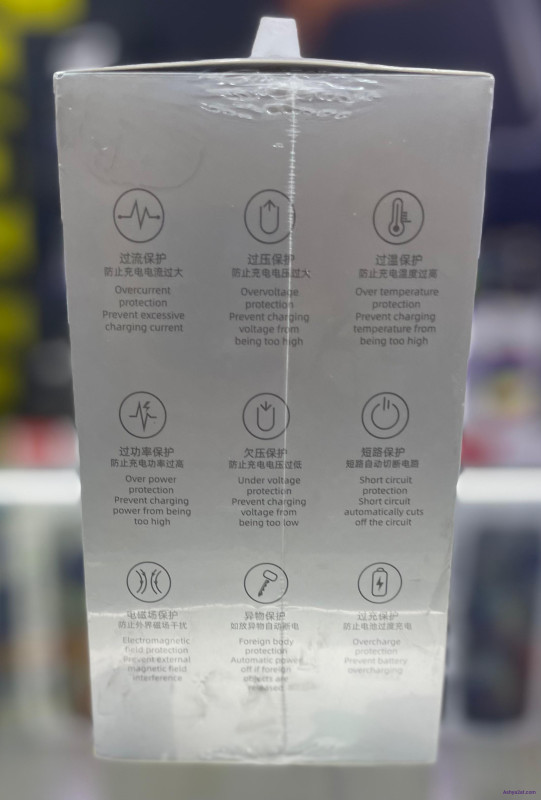 过流保护
防止充电电流过大
Overcurrent
protection
Prevent excessive
charging current
过压保护
防止充电电压过大
Overvoltage
protection
Prevent charging
voltage from
being too high
过温保护
防止充电温度过高
Over temperature
protection
Prevent charging
temperature from
being too high
过功率保护
防止充电功率过高
Over power
protection
Prevent charging
power from being
too high
欠压保护
防止充电电压过低
Under voltage
protection
Prevent charging
voltage from
being too low
短路保护
短路自动切断电路
Short circuit
protection
Short circuit
automatically cuts
off the circuit
电磁场保护
防止外界磁场干扰
Electromagnetic
field protection
Prevent external
magnetic field
interference
异物保护
如放异物自动断电
Foreign body
protection
Automatic power
off if foreign
objects are
released
过充保护
防止电池过度充电
Overcharge
protection
Prevent battery
overcharging